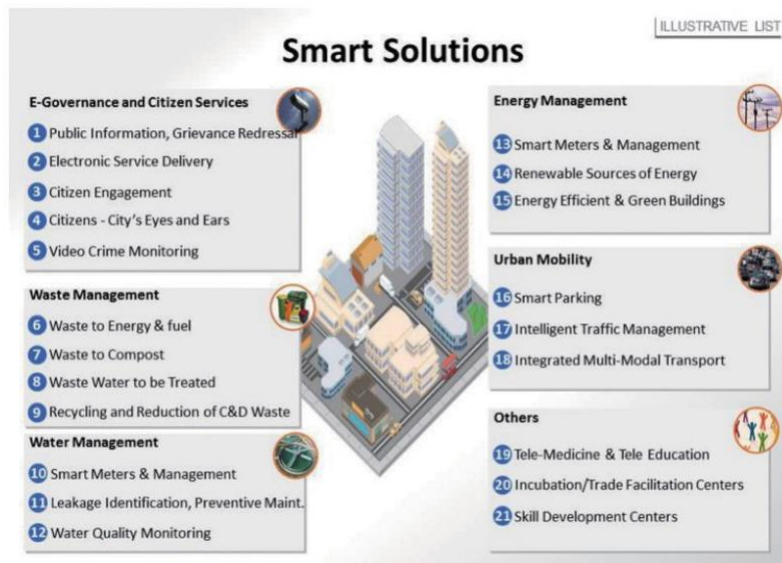 ILLUSTRATIVE LIST
Smart Solutions
E-Governance and Citizen Services
1 Public Information, Grievance Redressal
2 Electronic Service Delivery
3 Citizen Engagement
4 Citizens - City's Eyes and Ears
5 Video Crime Monitoring
Waste Management
6 Waste to Energy & fuel
7 Waste to Compost
8 Waste Water to be Treated
9 Recycling and Reduction of C&D Waste
Water Management
10 Smart Meters & Management
11 Leakage Identification, Preventive Maint.
12 Water Quality Monitoring
Energy Management
13 Smart Meters & Management
14 Renewable Sources of Energy
15 Energy Efficient & Green Buildings
Urban Mobility
16 Smart Parking
17 Intelligent Traffic Management
18 Integrated Multi-Modal Transport
Others
19 Tele-Medicine & Tele Education
20 Incubation/Trade Facilitation Centers
21 Skill Development Centers